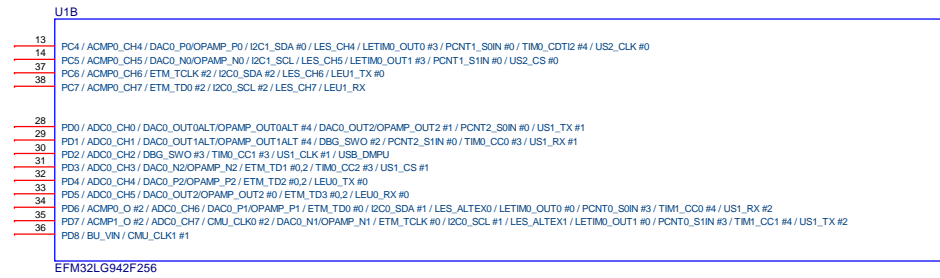 U1B
13 PC4 / ACMP0_CH4 / DAC0_P0/OPAMP_P0 / I2C1_SDA #0 / LES_CH4 / LETIM0_OUT0 #3 / PCNT1_S0IN #0 / TIM0_CDTI2 #4 / US2_CLK #0
14 PC5 / ACMP0_CH5 / DAC0_N0/OPAMP_N0 / I2C1_SCL / LES_CH5 / LETIM0_OUT1 #3 / PCNT1_S1IN #0 / US2_CS #0
37 PC6 / ACMP0_CH6 / ETM_TCLK #2 / I2C0_SDA #2 / LES_CH6 / LEU1_TX #0
38 PC7 / ACMP0_CH7 / ETM_TD0 #2 / I2C0_SCL #2 / LES_CH7 / LEU1_RX
28 PD0 / ADC0_CH0 / DAC0_OUT0ALT/OPAMP_OUT0ALT #4 / DAC0_OUT2/OPAMP_OUT2 #1 / PCNT2_S0IN #0 / US1_TX #1
29 PD1 / ADC0_CH1 / DAC0_OUT1ALT/OPAMP_OUT1ALT #4 / DBG_SWO #2 / PCNT2_S1IN #0 / TIM0_CC0 #3 / US1_RX #1
30 PD2 / ADC0_CH2 / DBG_SWO #3 / TIM0_CC1 #3 / US1_CLK #1 / USB_DMPU
31 PD3 / ADC0_CH3 / DAC0_N2/OPAMP_N2 / ETM_TD1 #0,2 / TIM0_CC2 #3 / US1_CS #1
32 PD4 / ADC0_CH4 / DAC0_P2/OPAMP_P2 / ETM_TD2 #0,2 / LEU0_TX #0
33 PD5 / ADC0_CH5 / DAC0_OUT2/OPAMP_OUT2 #0 / ETM_TD3 #0,2 / LEU0_RX #0
34 PD6 / ACMP0_O #2 / ADC0_CH6 / DAC0_P1/OPAMP_P1 / ETM_TD0 #0 / I2C0_SDA #1 / LES_ALTEX0 / LETIM0_OUT0 #0 / PCNT0_S0IN #3 / TIM1_CC0 #4 / US1_RX #2
35 PD7 / ACMP1_O #2 / ADC0_CH7 / CMU_CLK0 #2 / DAC0_N1/OPAMP_N1 / ETM_TCLK #0 / I2C0_SCL #1 / LES_ALTEX1 / LETIM0_OUT1 #0 / PCNT0_S1IN #3 / TIM1_CC1 #4 / US1_TX #2
36 PD8 / BU_VIN / CMU_CLK1 #1
EFM32LG942F256